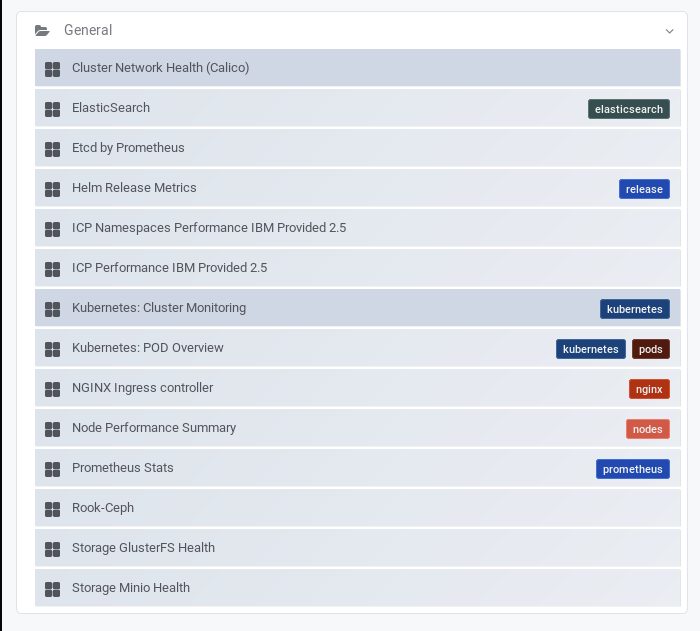 General
Cluster Network Health (Calico)
ElasticSearch elasticsearch
Etcd by Prometheus
Helm Release Metrics release
ICP Namespaces Performance IBM Provided 2.5
ICP Performance IBM Provided 2.5
Kubernetes: Cluster Monitoring kubernetes
Kubernetes: POD Overview kubernetes pods
NGINX Ingress controller nginx
Node Performance Summary nodes
Prometheus Stats prometheus
Rook-Ceph
Storage GlusterFS Health
Storage Minio Health